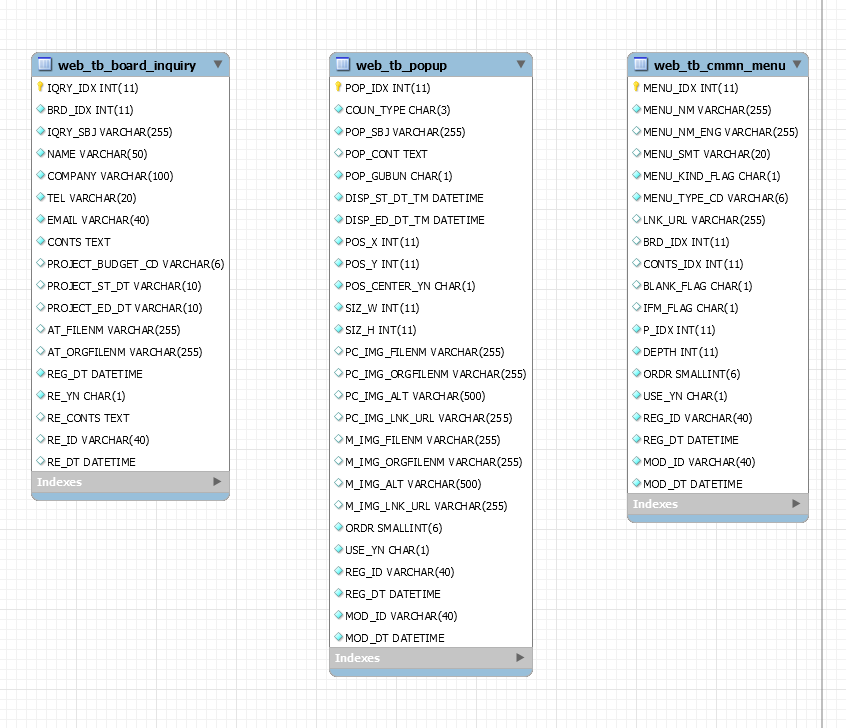 web_tb_board_inquiry
IQRY_IDX INT(11)
BRD_IDX INT(11)
IQRY_SBJ VARCHAR(255)
NAME VARCHAR(50)
COMPANY VARCHAR(100)
TEL VARCHAR(20)
EMAIL VARCHAR(40)
CONTS TEXT
PROJECT_BUDGET_CD VARCHAR(6)
PROJECT_ST_DT VARCHAR(10)
PROJECT_ED_DT VARCHAR(10)
AT_FILENM VARCHAR(255)
AT_ORGFILENM VARCHAR(255)
REG_DT DATETIME
RE_YN CHAR(1)
RE_CONTS TEXT
RE_ID VARCHAR(40)
RE_DT DATETIME
Indexes
web_tb_popup
POP_IDX INT(11)
COUN_TYPE CHAR(3)
POP_SBJ VARCHAR(255)
POP_CONT TEXT
POP_GUBUN CHAR(1)
DISP_ST_DT_TM DATETIME
DISP_ED_DT_TM DATETIME
POS_X INT(11)
POS_Y INT(11)
POS_CENTER_YN CHAR(1)
SIZ_W INT(11)
SIZ_H INT(11)
PC_IMG_FILENM VARCHAR(255)
PC_IMG_ORGFILENM VARCHAR(255)
PC_IMG_ALT VARCHAR(500)
PC_IMG_LNK_URL VARCHAR(255)
M_IMG_FILENM VARCHAR(255)
M_IMG_ORGFILENM VARCHAR(255)
M_IMG_ALT VARCHAR(500)
M_IMG_LNK_URL VARCHAR(255)
ORDR SMALLINT(6)
USE_YN CHAR(1)
REG_ID VARCHAR(40)
REG_DT DATETIME
MOD_ID VARCHAR(40)
MOD_DT DATETIME
Indexes
web_tb_cmmn_menu
MENU_IDX INT(11)
MENU_NM VARCHAR(255)
MENU_NM_ENG VARCHAR(255)
MENU_SMT VARCHAR(20)
MENU_KIND_FLAG CHAR(1)
MENU_TYPE_CD VARCHAR(6)
LNK_URL VARCHAR(255)
BRD_IDX INT(11)
CONTS_IDX INT(11)
BLANK_FLAG CHAR(1)
IFM_FLAG CHAR(1)
P_IDX INT(11)
DEPTH INT(11)
ORDR SMALLINT(6)
USE_YN CHAR(1)
REG_ID VARCHAR(40)
REG_DT DATETIME
MOD_ID VARCHAR(40)
MOD_DT DATETIME
Indexes